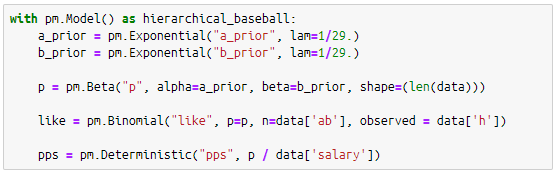 with pm.Model() as hierarchical_baseball:
    a_prior = pm.Exponential("a_prior", lam=1/29.)
    b_prior = pm.Exponential("b_prior", lam=1/29.)
    p = pm.Beta("p", alpha=a_prior, beta=b_prior, shape=(len(data)))
    like = pm.Binomial("like", p=p, n=data['ab'], observed = data['h'])
    pps = pm.Deterministic("pps", p / data['salary'])